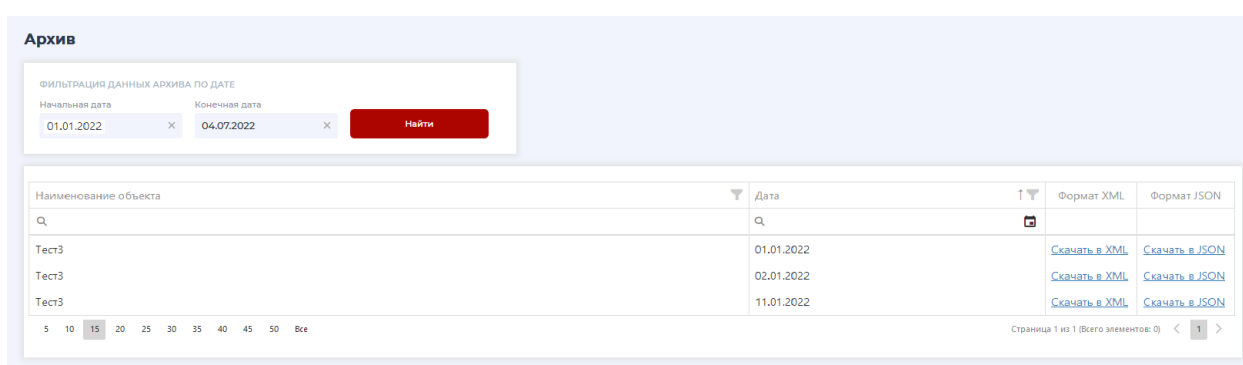 Архив
ФИЛЬТРАЦИЯ ДАННЫХ АРХИВА ПО ДАТЕ
Начальная дата Конечная дата
01.01.2022 04.07.2022 Найти
Наименование объекта Дата Формат XML Формат JSON
Тест3 01.01.2022 Скачать в XML Скачать в JSON
Тест3 02.01.2022 Скачать в XML Скачать в JSON
Тест3 11.01.2022 Скачать в XML Скачать в JSON
5 10 15 20 25 30 35 40 45 50 Все Страница 1 из 1 (Всего элементов: 0) 1